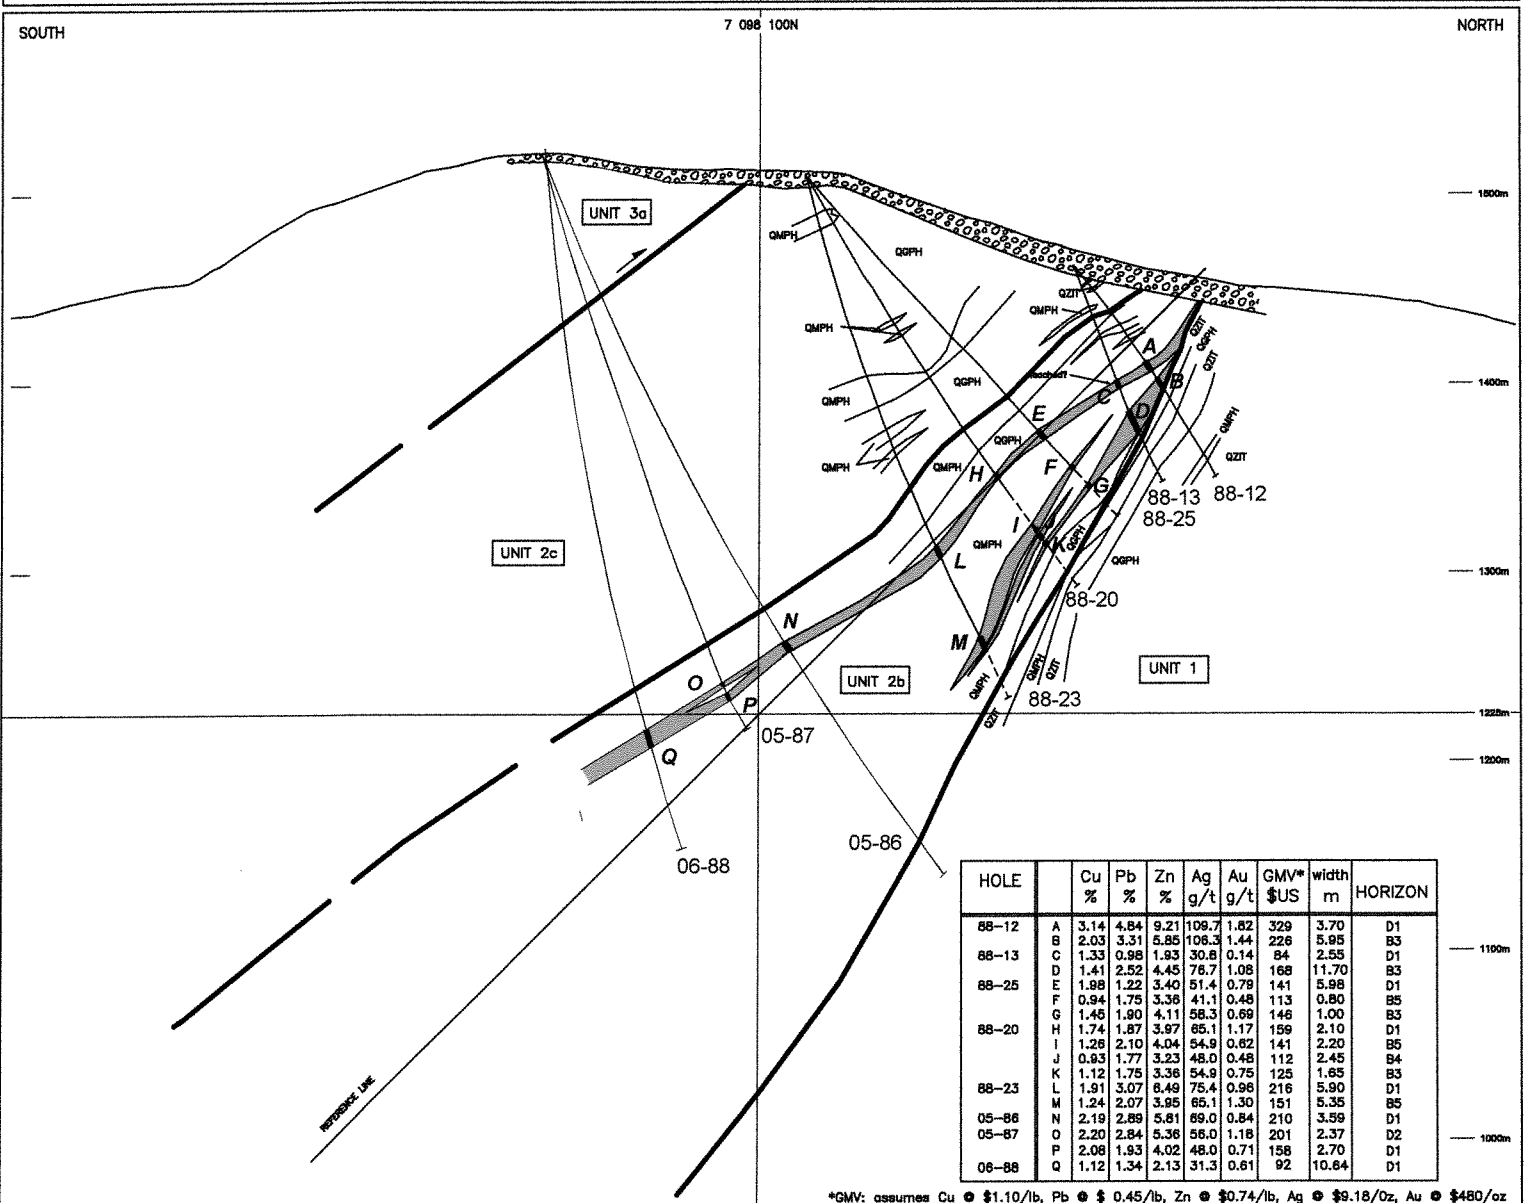 SOUTH
7 098 100N
NORTH
1500m
UNIT 3a
QMPH
QGPH
QZIT
QMPH
QMPH
QZIT
QGPH
QZIT
A
B
leached?
C
1400m
QGPH
QMPH
D
QMPH
E
QGPH
QZIT
QMPH
QMPH
H
F
G
88-13
88-12
88-25
I
J
K
QGPH
QMPH
UNIT 2c
L
QGPH
1300m
88-20
N
M
UNIT 1
UNIT 2b
QMPH
QMPH
QZIT
O
P
88-23
QZIT
1225m
05-87
Q
1200m
05-86
06-88
HOLE Cu % Pb % Zn % Ag g/t Au g/t GMV* $US width m HORIZON
88-12 A 3.14 4.84 9.21 109.7 1.82 329 3.70 D1
B 2.03 3.31 5.85 106.3 1.44 226 5.95 B3
88-13 C 1.33 0.98 1.93 30.8 0.14 84 2.55 D1
D 1.41 2.52 4.45 76.7 1.08 168 11.70 B3
88-25 E 1.98 1.22 3.40 51.4 0.79 141 5.98 D1
F 0.94 1.75 3.36 41.1 0.48 113 0.80 B5
G 1.45 1.90 4.11 58.3 0.69 146 1.00 B3
88-20 H 1.74 1.87 3.97 65.1 1.17 159 2.10 D1
I 1.26 2.10 4.04 54.9 0.62 141 2.20 B5
J 0.93 1.77 3.23 48.0 0.48 112 2.45 B4
K 1.12 1.75 3.36 54.9 0.75 125 1.65 B3
88-23 L 1.91 3.07 6.49 75.4 0.96 216 5.90 D1
M 1.24 2.07 3.95 65.1 1.30 151 5.35 B5
05-86 N 2.19 2.89 5.81 69.0 0.84 210 3.59 D1
05-87 O 2.20 2.84 5.36 56.0 1.18 201 2.37 D2
P 2.08 1.93 4.02 48.0 0.71 158 2.70 D1
06-88 Q 1.12 1.34 2.13 31.3 0.61 92 10.64 D1
1100m
REFERENCE LINE
1000m
*GMV: assumes Cu @ $1.10/lb, Pb @ $ 0.45/lb, Zn @ $0.74/lb, Ag @ $9.18/Oz, Au @ $480/oz